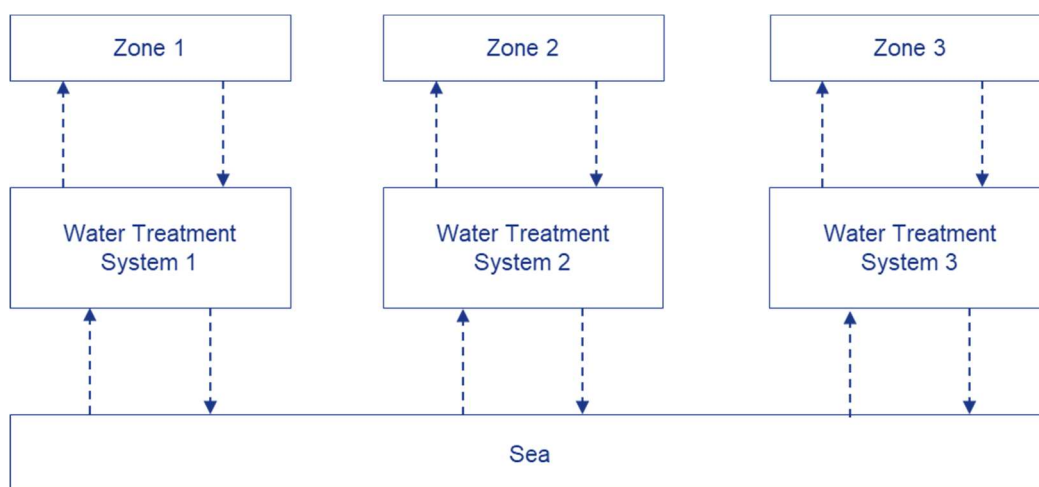 Zone 1
Zone 2
Zone 3
Water Treatment
System 1
Water Treatment
System 2
Water Treatment
System 3
Sea